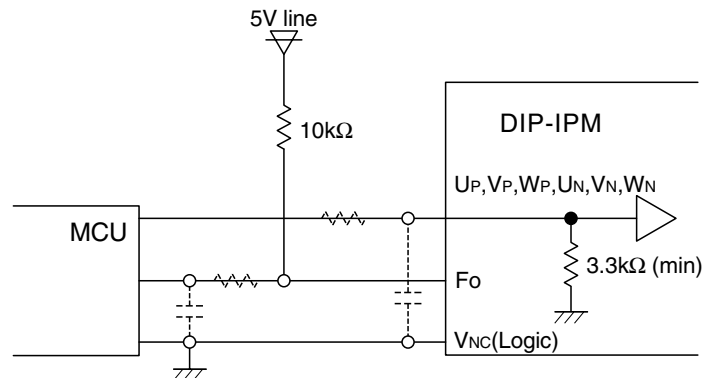 5V line
10kΩ
DIP-IPM
UP,VP,WP,UN,VN,WN
MCU
3.3kΩ (min)
Fo
VNC(Logic)